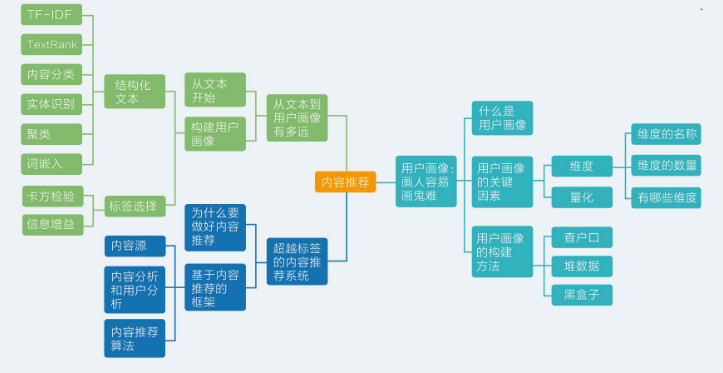 TF-IDF
TextRank
内容分类
实体识别
聚类
词嵌入
卡方检验
信息增益
结构化
文本
标签选择
从文本
开始
构建用户
画像
从文本到
用户画像
有多远
内容推荐
为什么要
做好内容
推荐
基于内容
推荐的
框架
超越标签
的内容推
荐系统
内容源
内容分析
和用户分
析
内容推荐
算法
用户画像：
画人容易
画鬼难
什么是
用户画像
用户画像
的关键
因素
维度
量化
维度的名称
维度的数量
有哪些维度
用户画像
的构建
方法
查户口
堆数据
黑盒子